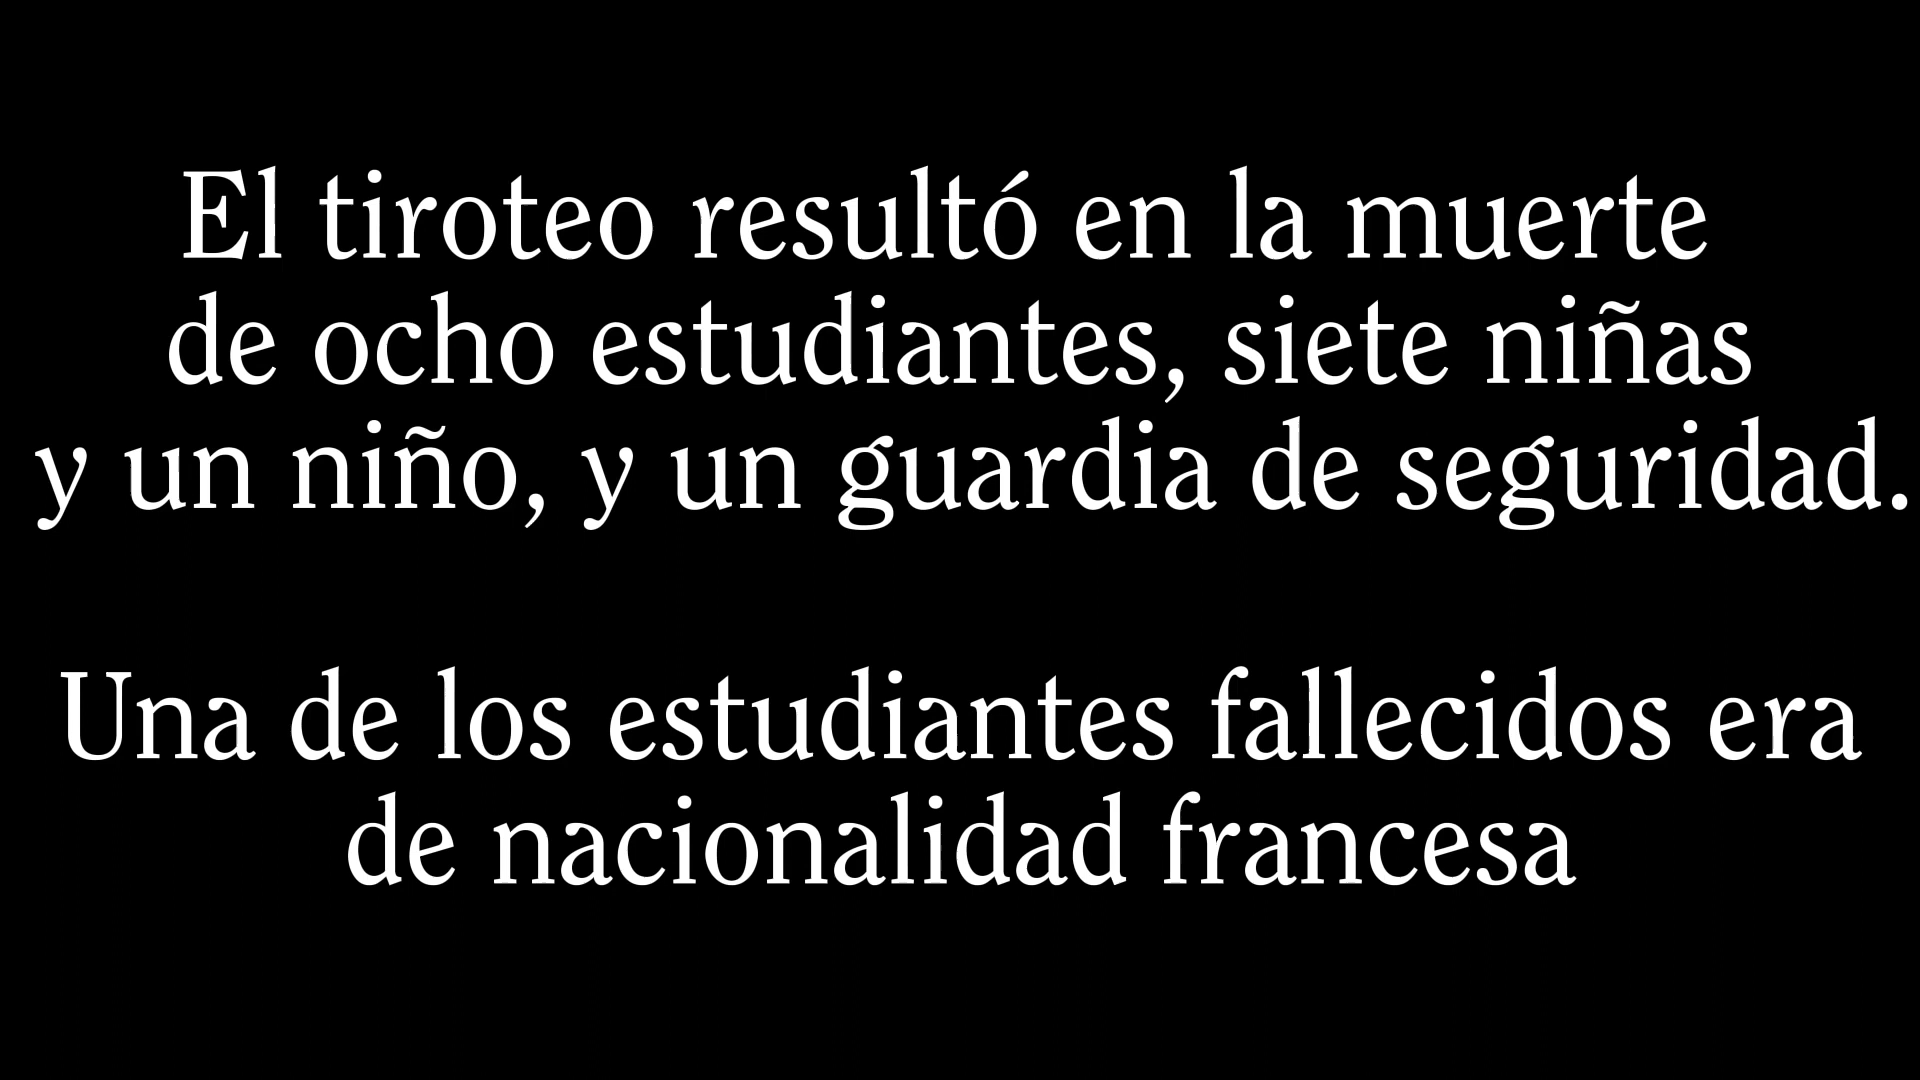 El tiroteo resultó en la muerte
de ocho estudiantes, siete niñas
y un niño, y un guardia de seguridad.
Una de los estudiantes fallecidos era
de nacionalidad francesa